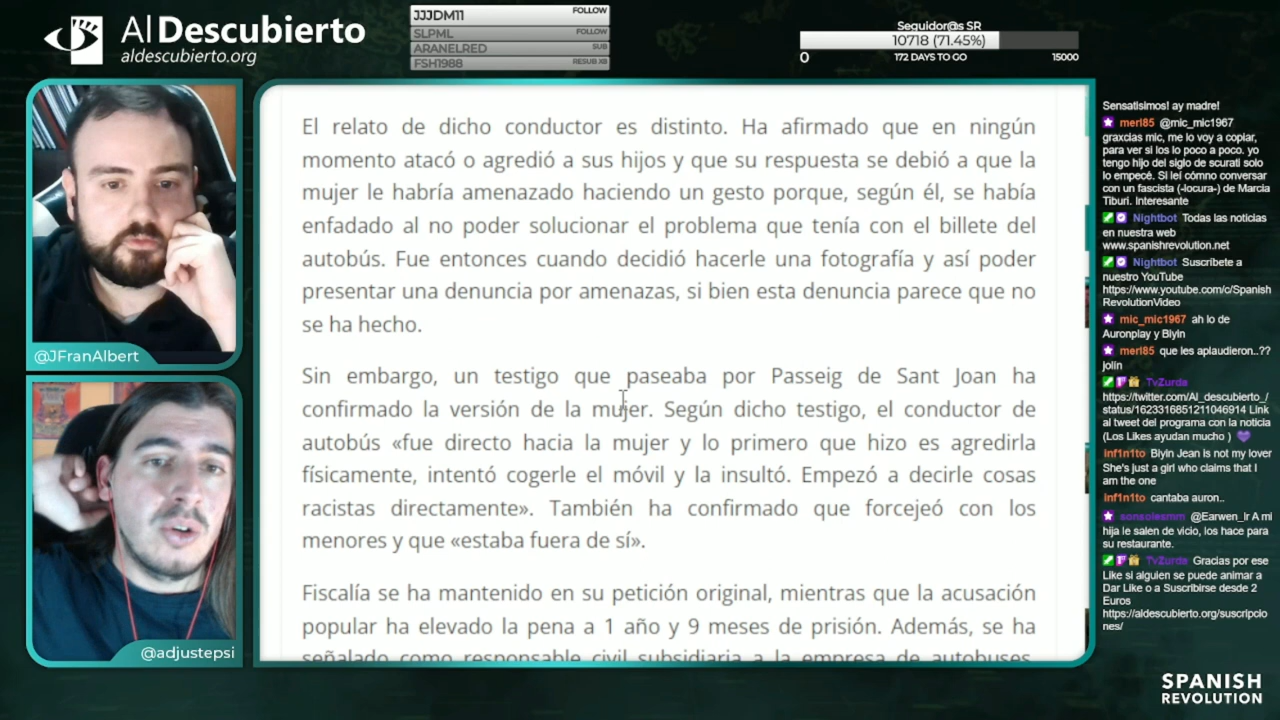 Al Descubierto
aldescubierto.org
JJJDM11 FOLLOW
SLPML FOLLOW
ARANELRED SUB
FSH1988 RESUB X8
Seguidor@s SR
10718 (71.45%)
0 172 DAYS TO GO 15000
@JFranAlbert
@adjustepsi
El relato de dicho conductor es distinto. Ha afirmado que en ningún
momento atacó o agredió a sus hijos y que su respuesta se debió a que la
mujer le habría amenazado haciendo un gesto porque, según él, se había
enfadado al no poder solucionar el problema que tenía con el billete del
autobús. Fue entonces cuando decidió hacerle una fotografía y así poder
presentar una denuncia por amenazas, si bien esta denuncia parece que no
se ha hecho.
Sin embargo, un testigo que paseaba por Passeig de Sant Joan ha
confirmado la versión de la mujer. Según dicho testigo, el conductor de
autobús «fue directo hacia la mujer y lo primero que hizo es agredirla
físicamente, intentó cogerle el móvil y la insultó. Empezó a decirle cosas
racistas directamente». También ha confirmado que forcejeó con los
menores y que «estaba fuera de sí».
Fiscalía se ha mantenido en su petición original, mientras que la acusación
popular ha elevado la pena a 1 año y 9 meses de prisión. Además, se ha
señalado como responsable civil subsidiaria a la empresa de autobuses,
Sensatisimos! ay madre!
merl85 @mic_mic1967
graxcias mic, me lo voy a copiar,
para ver si los lo poco a poco. yo
tengo hijo del siglo de scurati solo
lo empecé. SI leí cómno conversar
con un fascista (-locura-) de Marcia
Tiburi. Interesante
Nightbot Todas las noticias
en nuestra web
www.spanishrevolution.net
Nightbot Suscríbete a
nuestro YouTube
https://www.youtube.com/c/Spanish
RevolutionVideo
mic_mic1967 ah lo de
Auronplay y Biyin
merl85 que les aplaudieron..??
jolin
TvZurda
https://twitter.com/Al_descubierto_/
status/1623316851211046914 Link
al tweet del programa con la noticia
(Los Likes ayudan mucho )
inf1n1to Biyin Jean is not my lover
She's just a girl who claims that I
am the one
inf1n1to cantaba auron..
sonsolesmm @Earwen_Ir A mi
hija le salen de vicio, los hace para
su restaurante.
TvZurda Gracias por ese
Like si alguien se puede animar a
Dar Like o a Suscribirse desde 2
Euros
https://aldescubierto.org/suscripcio
nes/
SPANISH
REVOLUTION